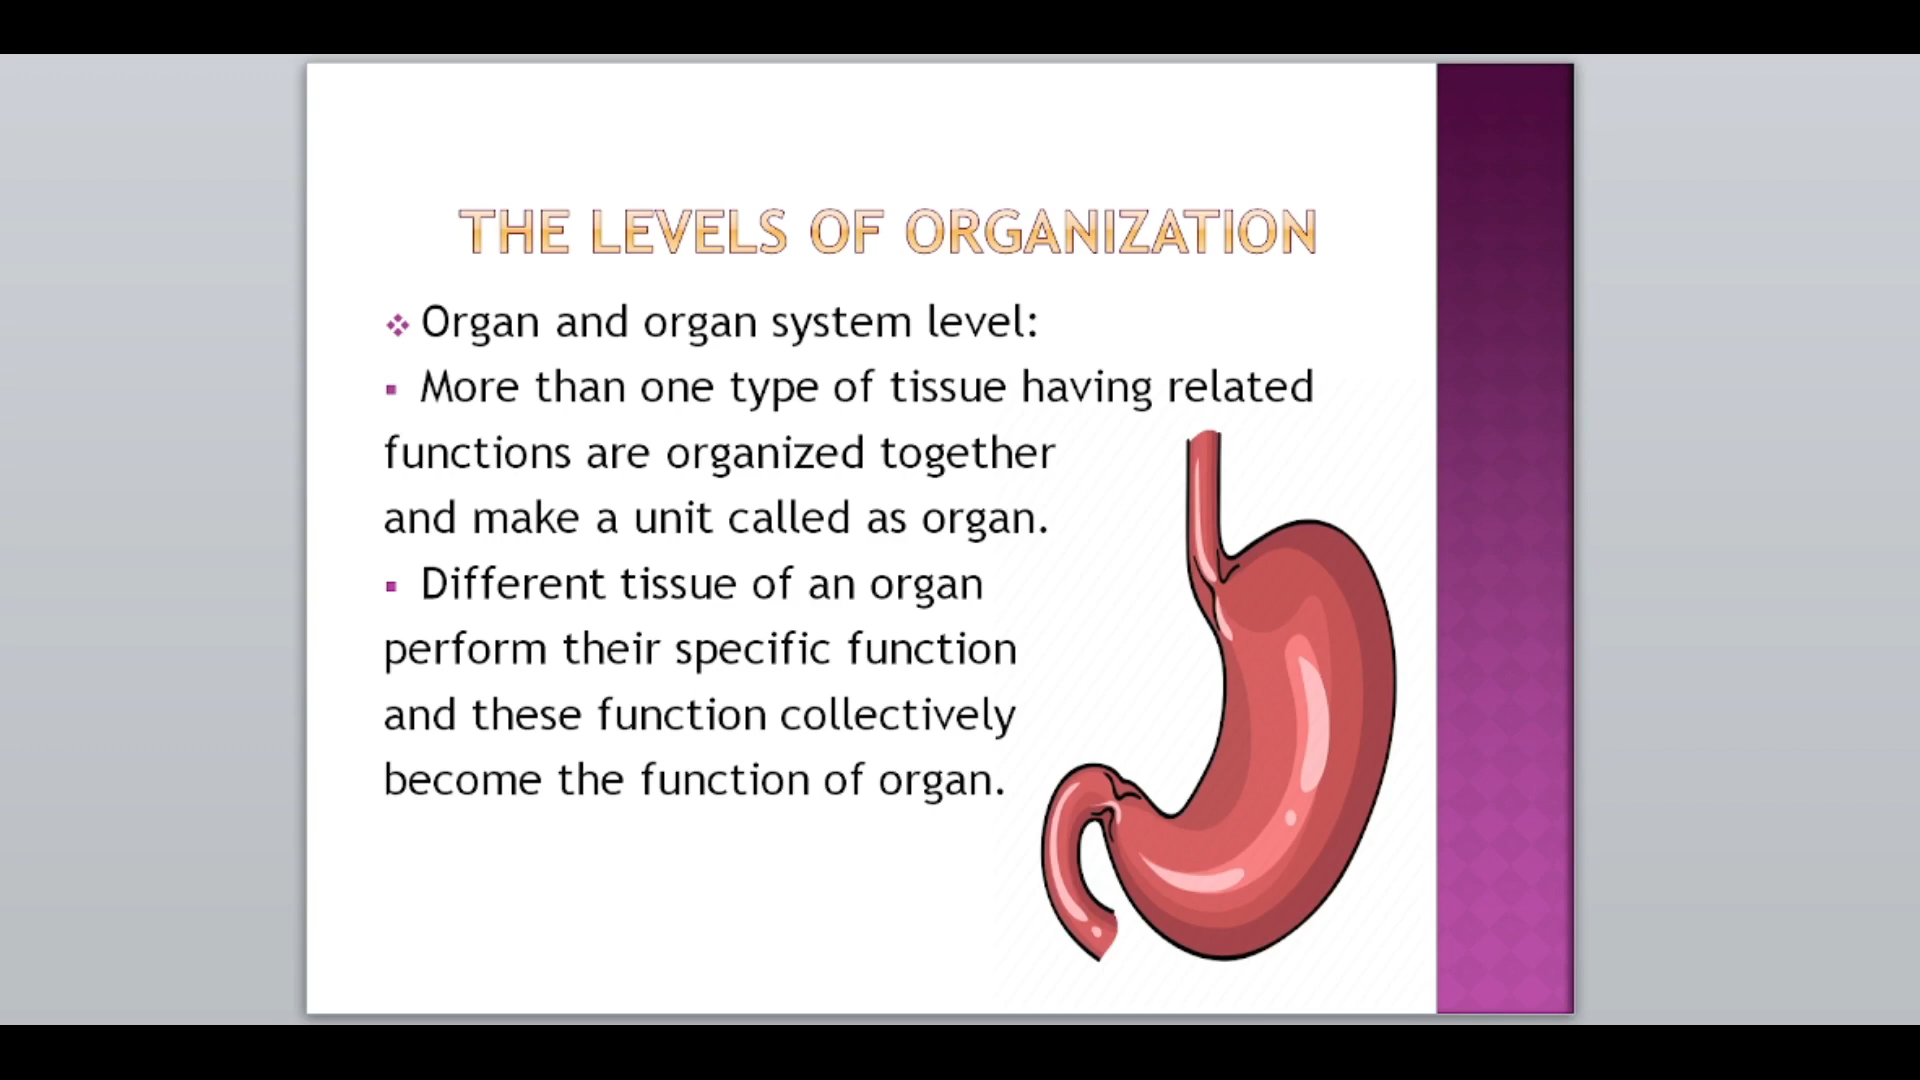 THE LEVELS OF ORGANIZATION
Organ and organ system level:
More than one type of tissue having related
functions are organized together
and make a unit called as organ.
Different tissue of an organ
perform their specific function
and these function collectively
become the function of organ.